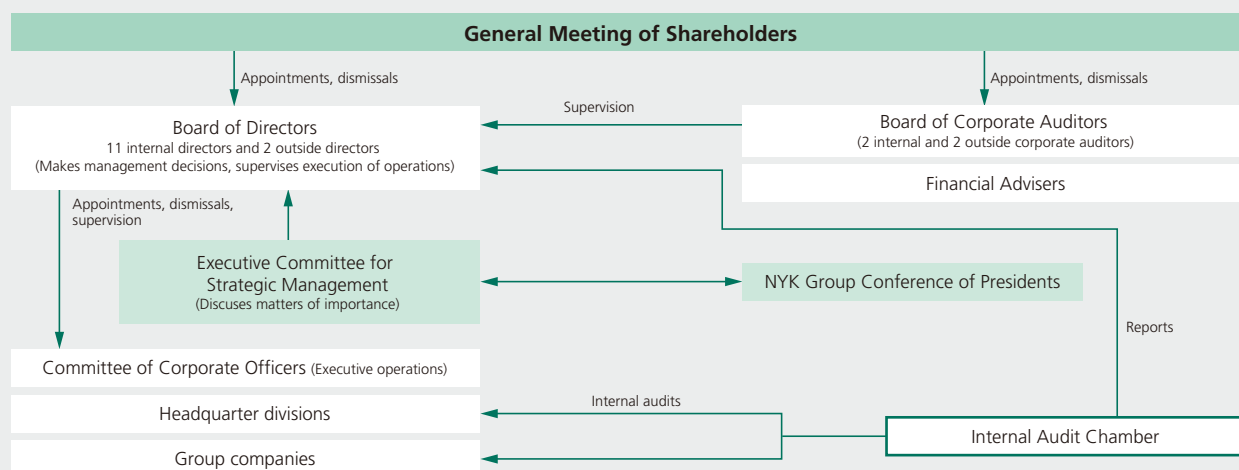 General Meeting of Shareholders
Appointments, dismissals
Appointments, dismissals
Board of Directors
11 internal directors and 2 outside directors
(Makes management decisions, supervises execution of operations)
Supervision
Board of Corporate Auditors
(2 internal and 2 outside corporate auditors)
Financial Advisers
Appointments, dismissals,
supervision
Executive Committee for
Strategic Management
(Discuses matters of importance)
NYK Group Conference of Presidents
Reports
Committee of Corporate Officers (Executive operations)
Headquarter divisions
Internal audits
Internal Audit Chamber
Group companies